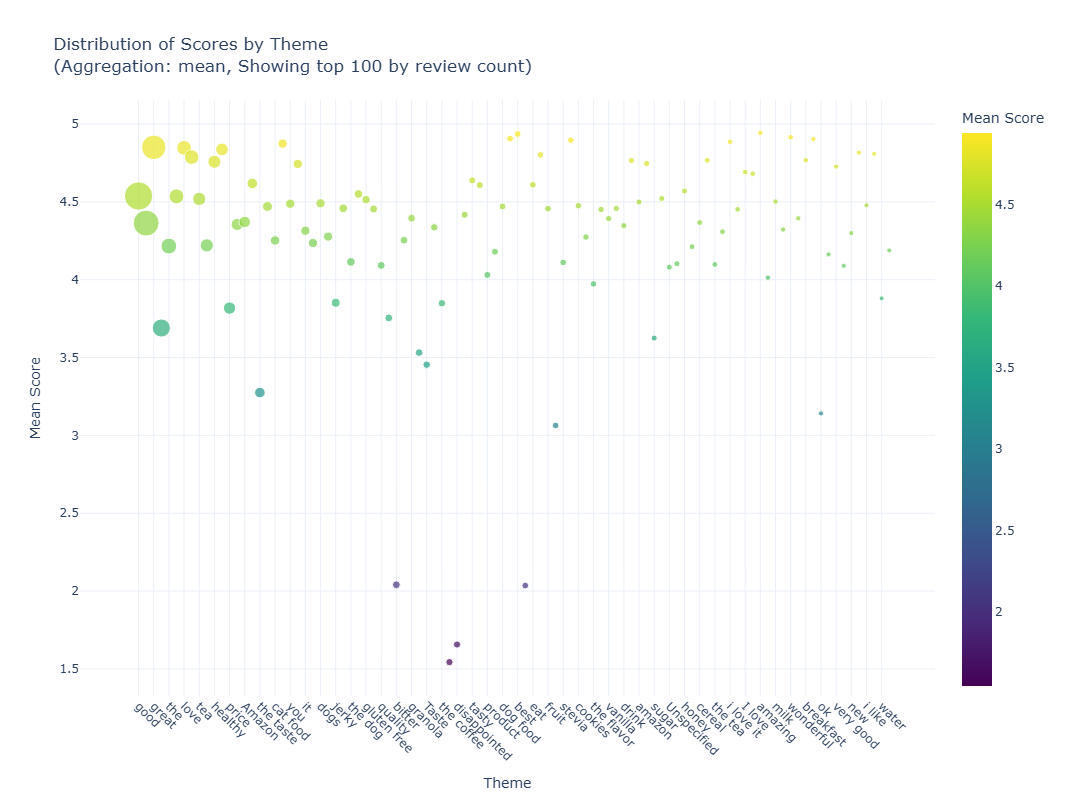 Distribution of Scores by Theme
(Aggregation: mean, Showing top 100 by review count)
Mean Score
5
4.5
4
3.5
3
2.5
2
1.5
Mean Score
4.5
4
3.5
3
2.5
2
good
great
the
love
tea
healthy
price
Amazon
the taste
cat food
you
it
dogs
jerky
the dog
gluten free
quality
bitter
granola
Taste
the coffee
disappointed
tasty
product
dog food
best
eat
fruit
stevia
cookies
the flavor
vanilla
drink
amazon
sugar
Unspecified
honey
cereal
the tea
i love it
I love
amazing
milk
wonderful
breakfast
ok
very good
new
i like
water
Theme